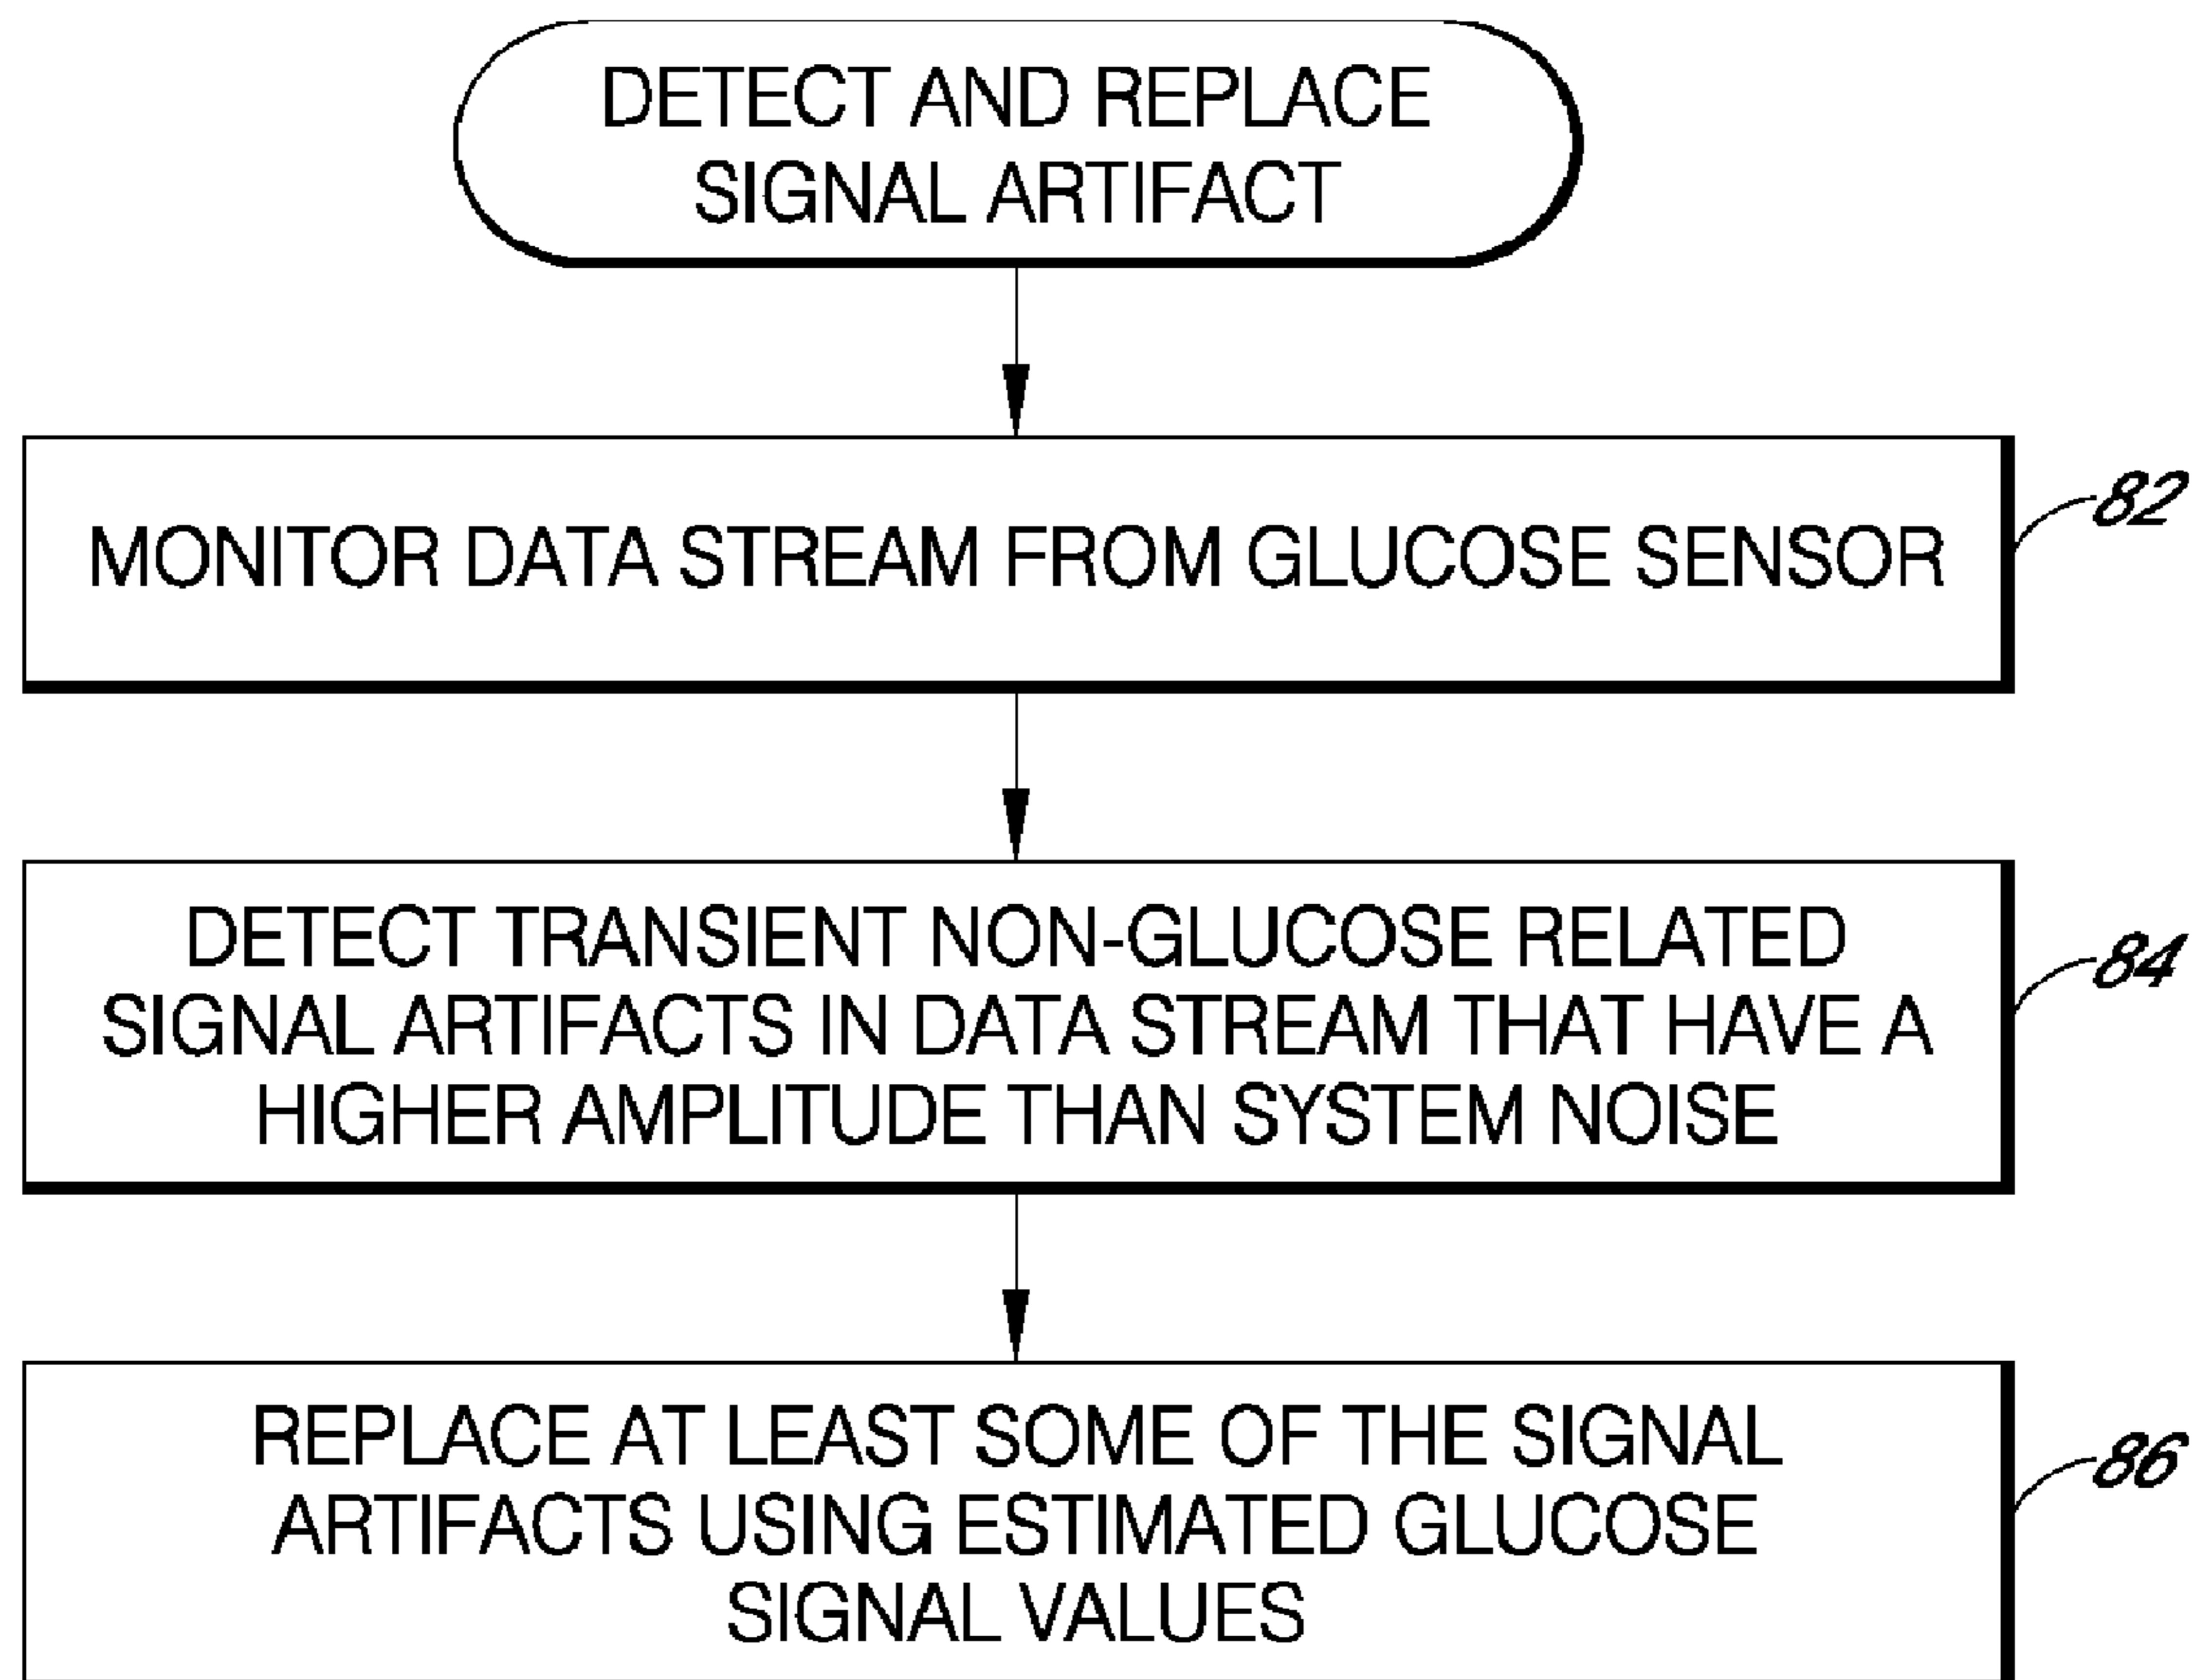 DETECT AND REPLACE
SIGNAL ARTIFACT
MONITOR DATA STREAM FROM GLUCOSE SENSOR
82
DETECT TRANSIENT NON-GLUCOSE RELATED
SIGNAL ARTIFACTS IN DATA STREAM THAT HAVE A
HIGHER AMPLITUDE THAN SYSTEM NOISE
84
REPLACE AT LEAST SOME OF THE SIGNAL
ARTIFACTS USING ESTIMATED GLUCOSE
SIGNAL VALUES
86